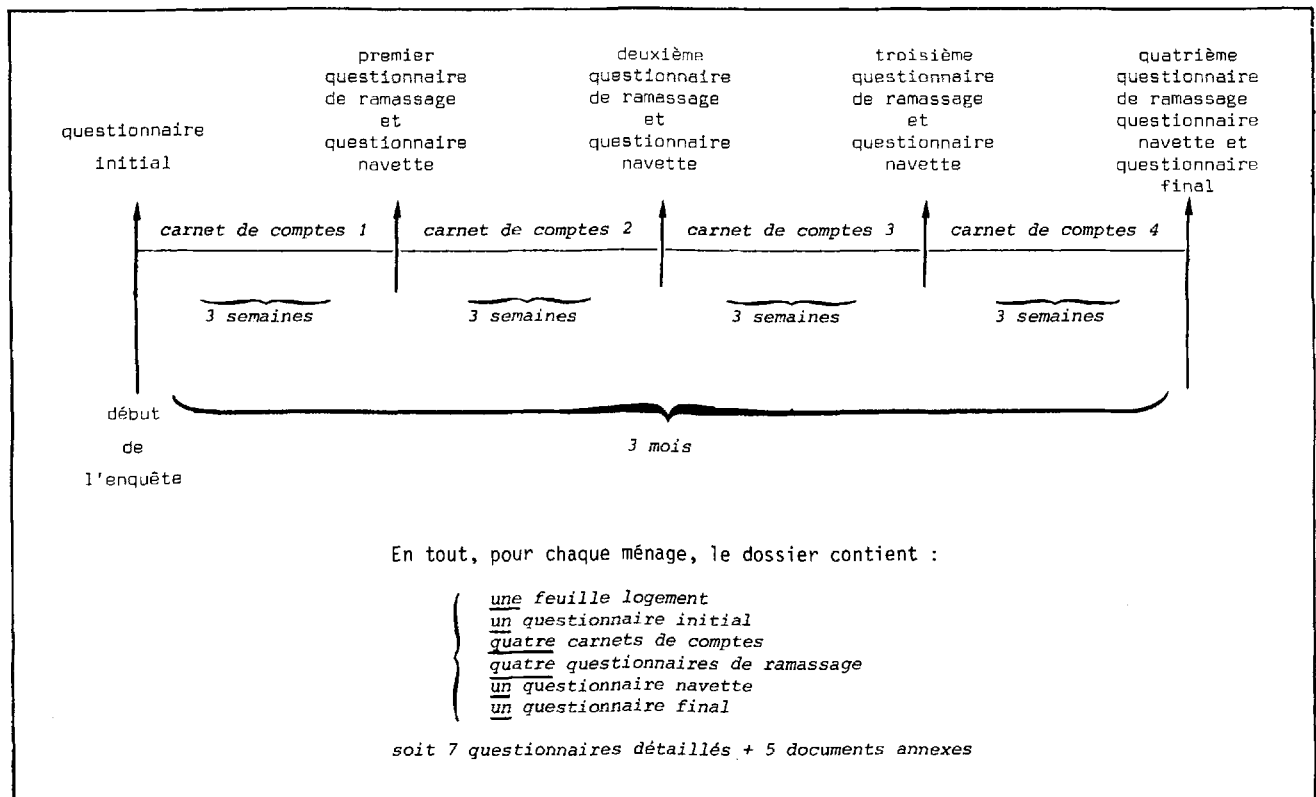 questionnaire
initial
premier
questionnaire
de ramassage
et
questionnaire
navette
deuxième
questionnaire
de ramassage
et
questionnaire
navette
troisième
questionnaire
de ramassage
et
questionnaire
navette
quatrième
questionnaire
de ramassage
questionnaire
navette et
questionnaire
final
carnet de comptes 1
carnet de comptes 2
carnet de comptes 3
carnet de comptes 4
3 semaines
3 semaines
3 semaines
3 semaines
début
de
l'enquête
3 mois
En tout, pour chaque ménage, le dossier contient :
une feuille logement
un questionnaire initial
quatre carnets de comptes
quatre questionnaires de ramassage
un questionnaire navette
un questionnaire final
soit 7 questionnaires détaillés + 5 documents annexes